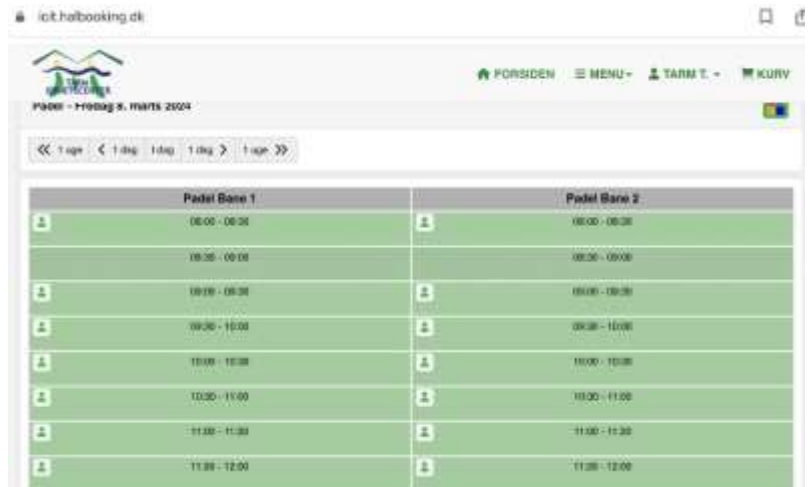 icit.halbooking.dk
TARM
FORSIDEN MENU TARM T. KURV
Padel - Fredag 8. marts 2024
1 uge 1 dag I dag 1 dag 1 uge
Padel Bane 1 Padel Bane 2
08:00 - 08:30 08:00 - 08:30
08:30 - 09:00 08:30 - 09:00
09:00 - 09:30 09:00 - 09:30
09:30 - 10:00 09:30 - 10:00
10:00 - 10:30 10:00 - 10:30
10:30 - 11:00 10:30 - 11:00
11:00 - 11:30 11:00 - 11:30
11:30 - 12:00 11:30 - 12:00